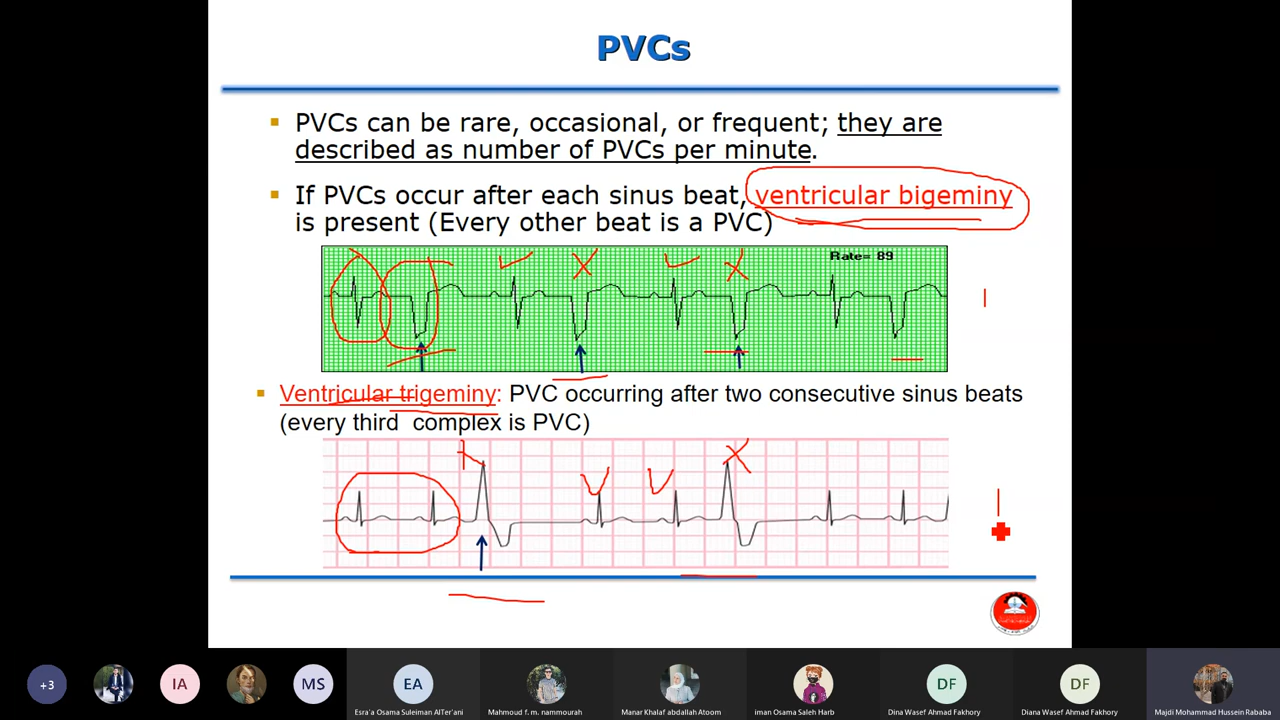 PVCs
▪ PVCs can be rare, occasional, or frequent; they are
described as number of PVCs per minute.
▪ If PVCs occur after each sinus beat, ventricular bigeminy
is present (Every other beat is a PVC)
Rate= 89
▪ Ventricular trigeminy: PVC occurring after two consecutive sinus beats
(every third complex is PVC)
+3
IA
MS
EA
DF
DF
Esra'a Osama Suleiman AlTer'ani
Mahmoud f. m. nammourah
Manar Khalaf abdallah Atoom
iman Osama Saleh Harb
Dina Wasef Ahmad Fakhory
Diana Wasef Ahmad Fakhory
Majdi Mohammad Hussein Rababa